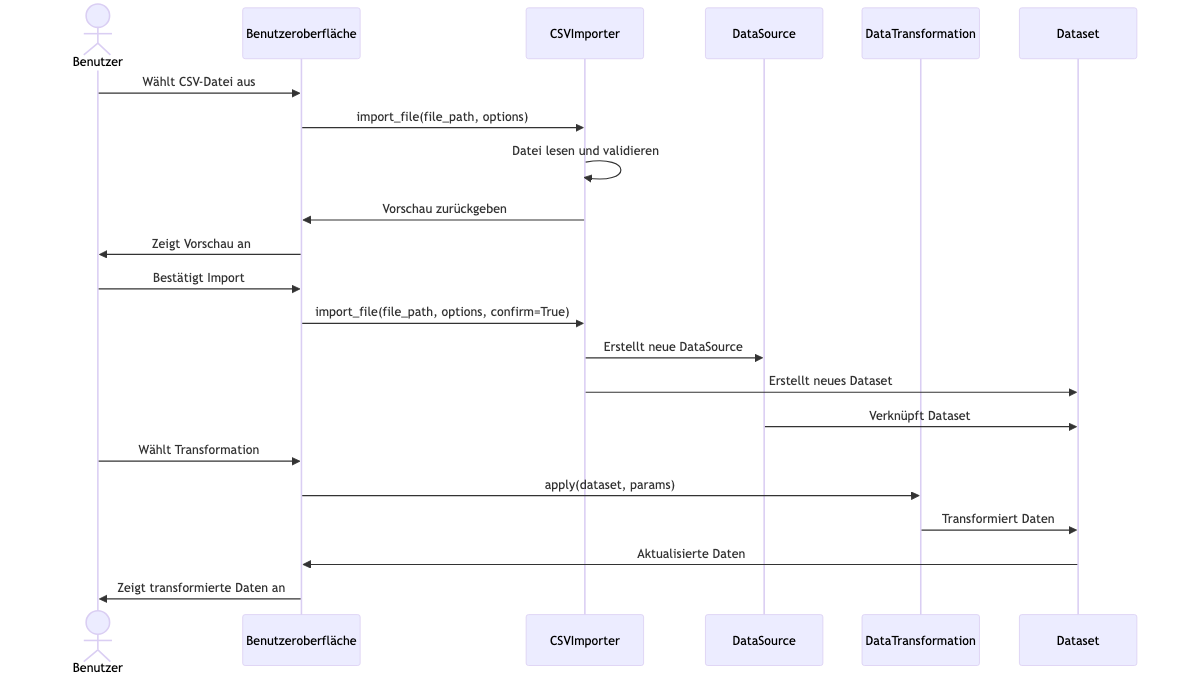 Benutzer
Benutzeroberfläche
CSVImporter
DataSource
DataTransformation
Dataset
Wählt CSV-Datei aus
import_file(file_path, options)
Datei lesen und validieren
Vorschau zurückgeben
Zeigt Vorschau an
Bestätigt Import
import_file(file_path, options, confirm=True)
Erstellt neue DataSource
Erstellt neues Dataset
Verknüpft Dataset
Wählt Transformation
apply(dataset, params)
Transformiert Daten
Aktualisierte Daten
Zeigt transformierte Daten an
Benutzer
Benutzeroberfläche
CSVImporter
DataSource
DataTransformation
Dataset